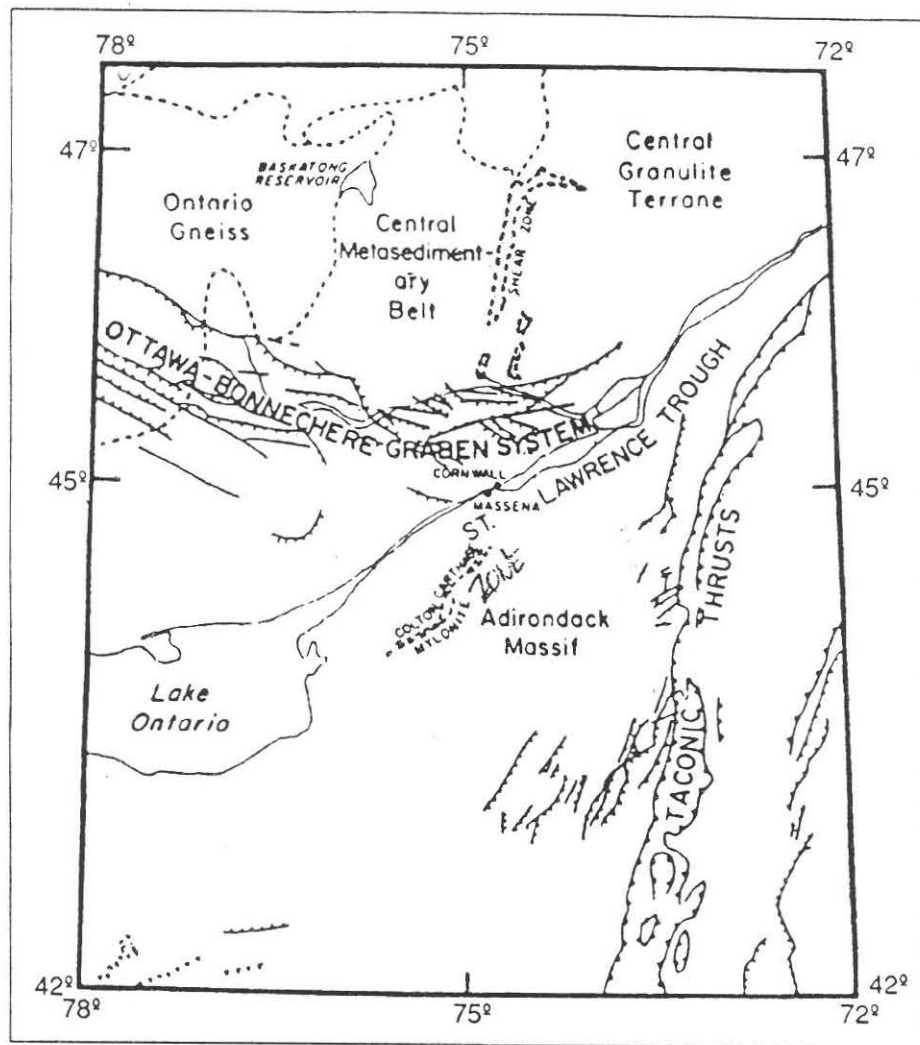 78º 75º 72º
47º 47º
BASKATONG
RESERVOIR
Central
Granulite
Terrane
Ontario
Gneiss
Central
Metasediment-
ary
Belt
SHEAR ZONE
OTTAWA-BONNECHERE GRABEN SYSTEM
45º 45º
CORNWALL
MASSENA
ST. LAWRENCE TROUGH
COLTON CARTHAGE
MYLONITE ZONE
Adirondack
Massif
TACONIC THRUSTS
Lake
Ontario
42º 42º
78º 75º 72º